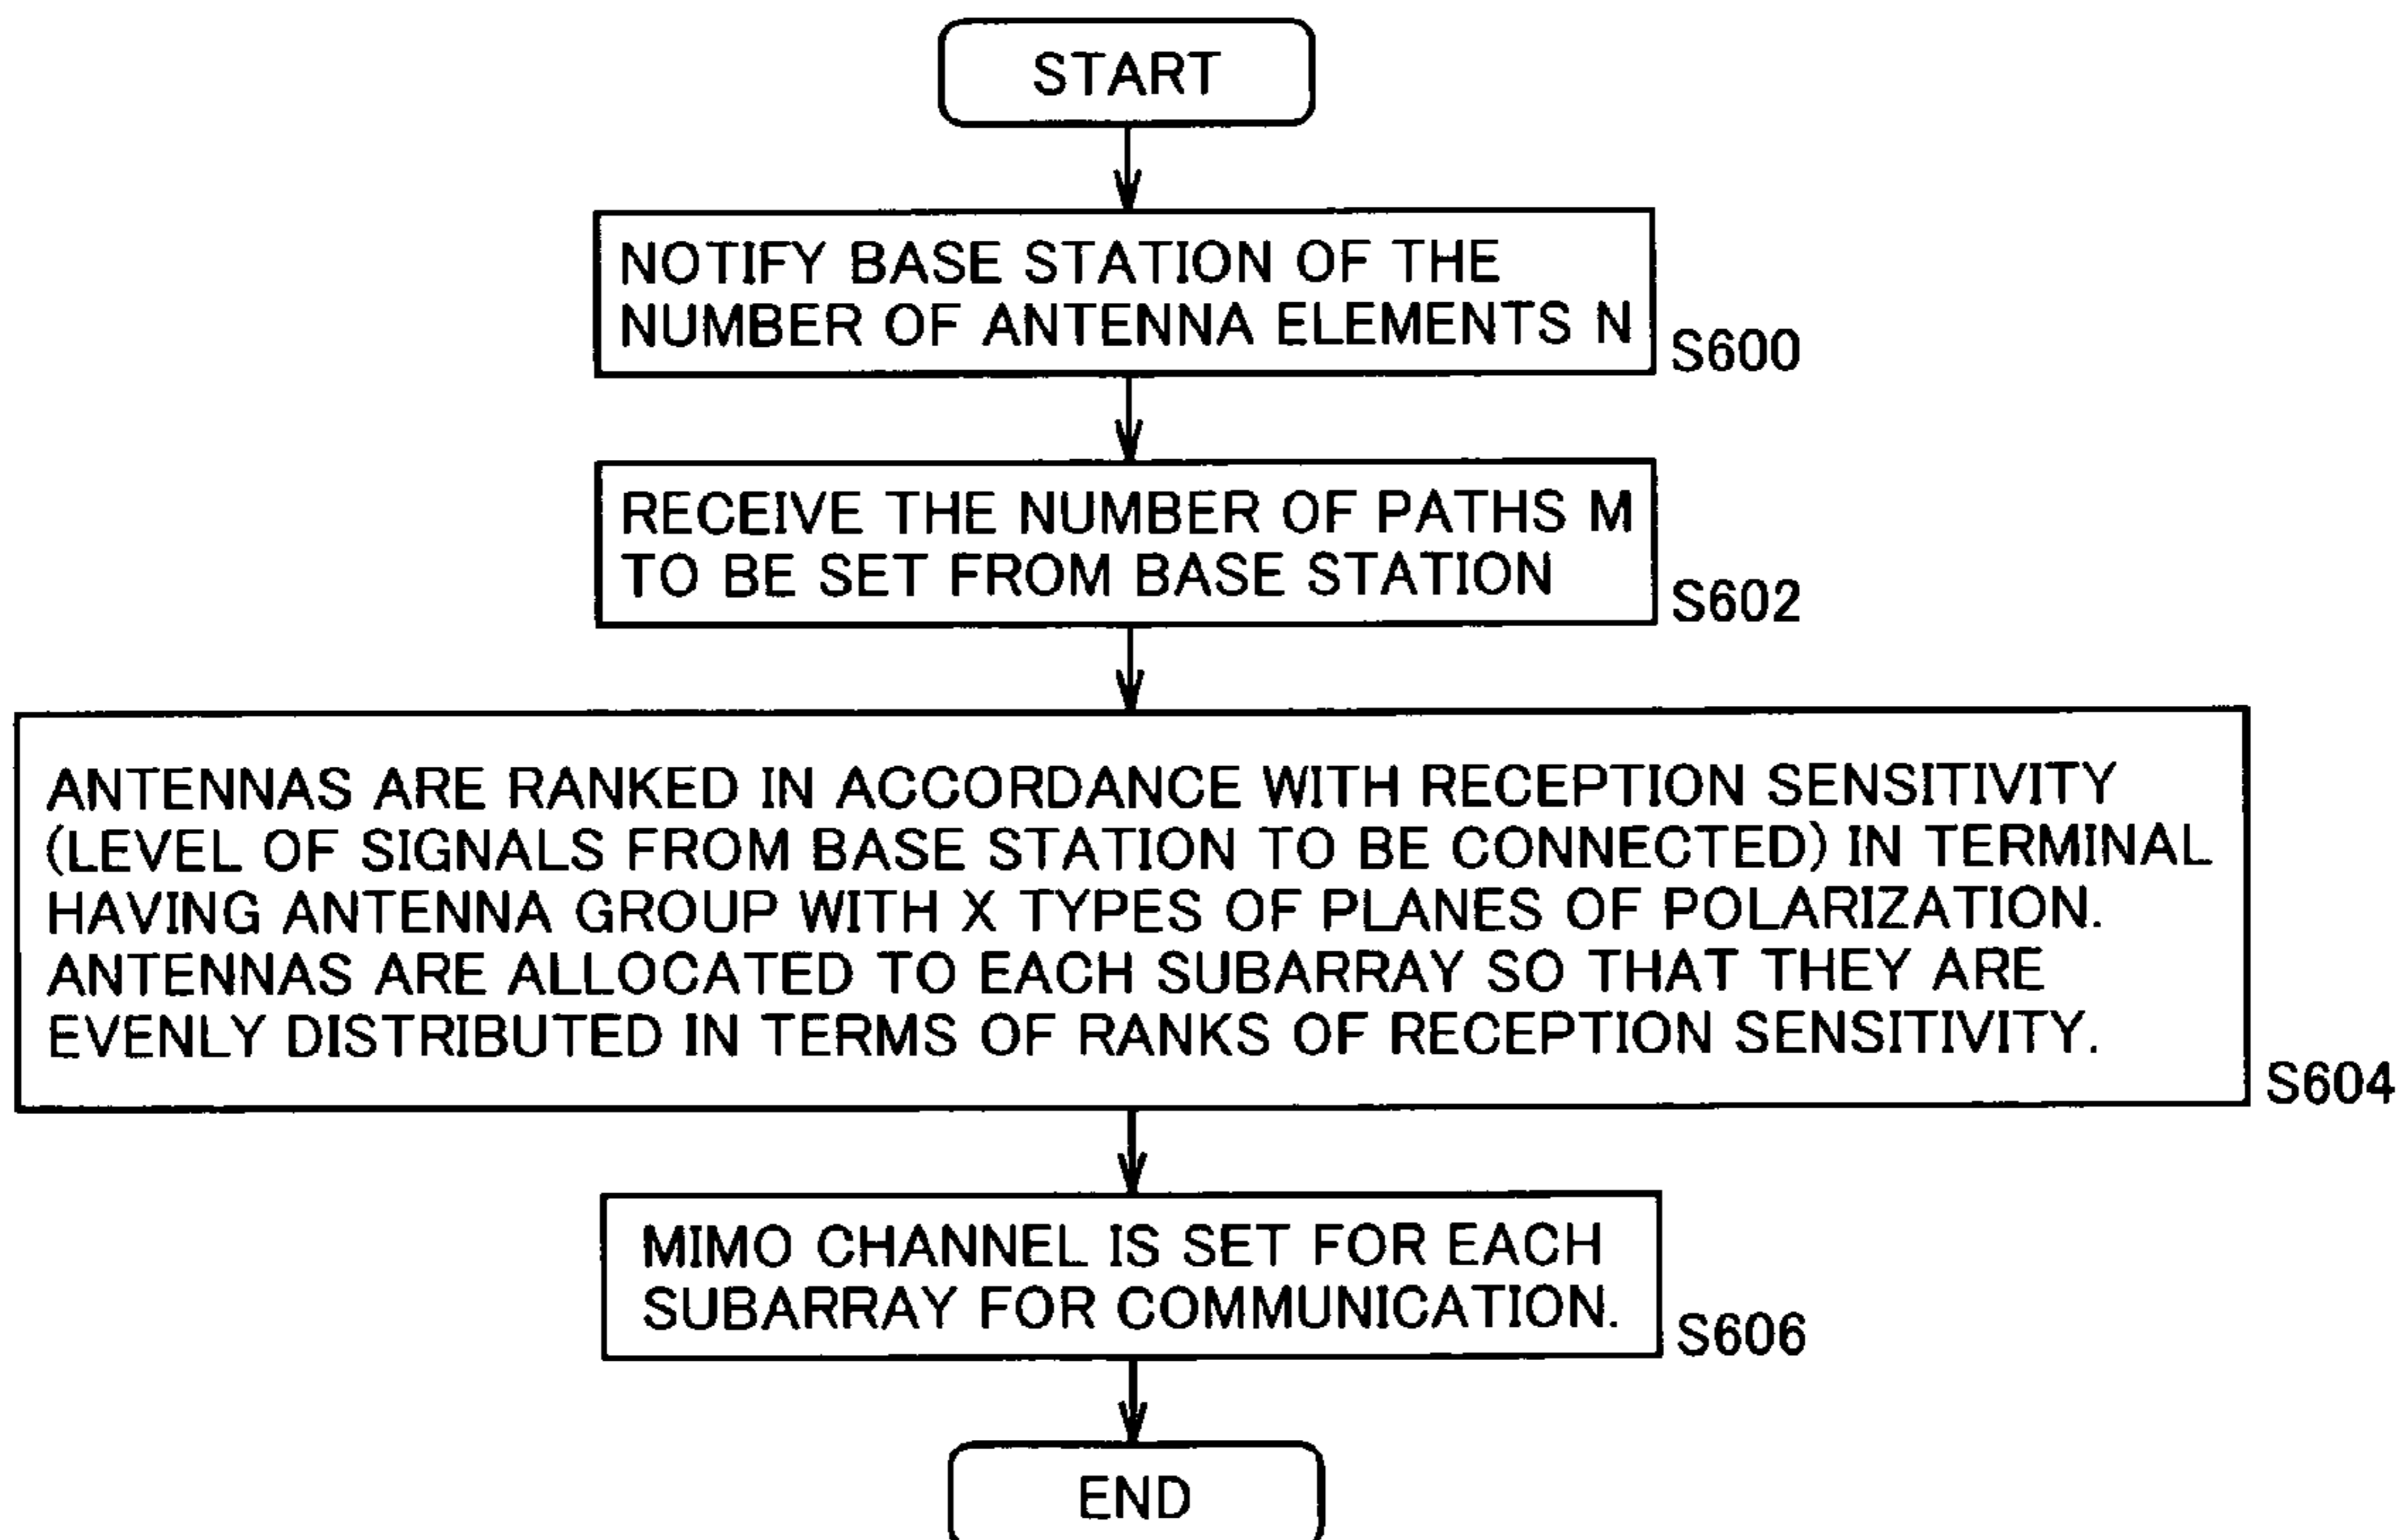 START
NOTIFY BASE STATION OF THE
NUMBER OF ANTENNA ELEMENTS N
S600
RECEIVE THE NUMBER OF PATHS M
TO BE SET FROM BASE STATION
S602
ANTENNAS ARE RANKED IN ACCORDANCE WITH RECEPTION SENSITIVITY
(LEVEL OF SIGNALS FROM BASE STATION TO BE CONNECTED) IN TERMINAL
HAVING ANTENNA GROUP WITH X TYPES OF PLANES OF POLARIZATION.
ANTENNAS ARE ALLOCATED TO EACH SUBARRAY SO THAT THEY ARE
EVENLY DISTRIBUTED IN TERMS OF RANKS OF RECEPTION SENSITIVITY.
S604
MIMO CHANNEL IS SET FOR EACH
SUBARRAY FOR COMMUNICATION.
S606
END